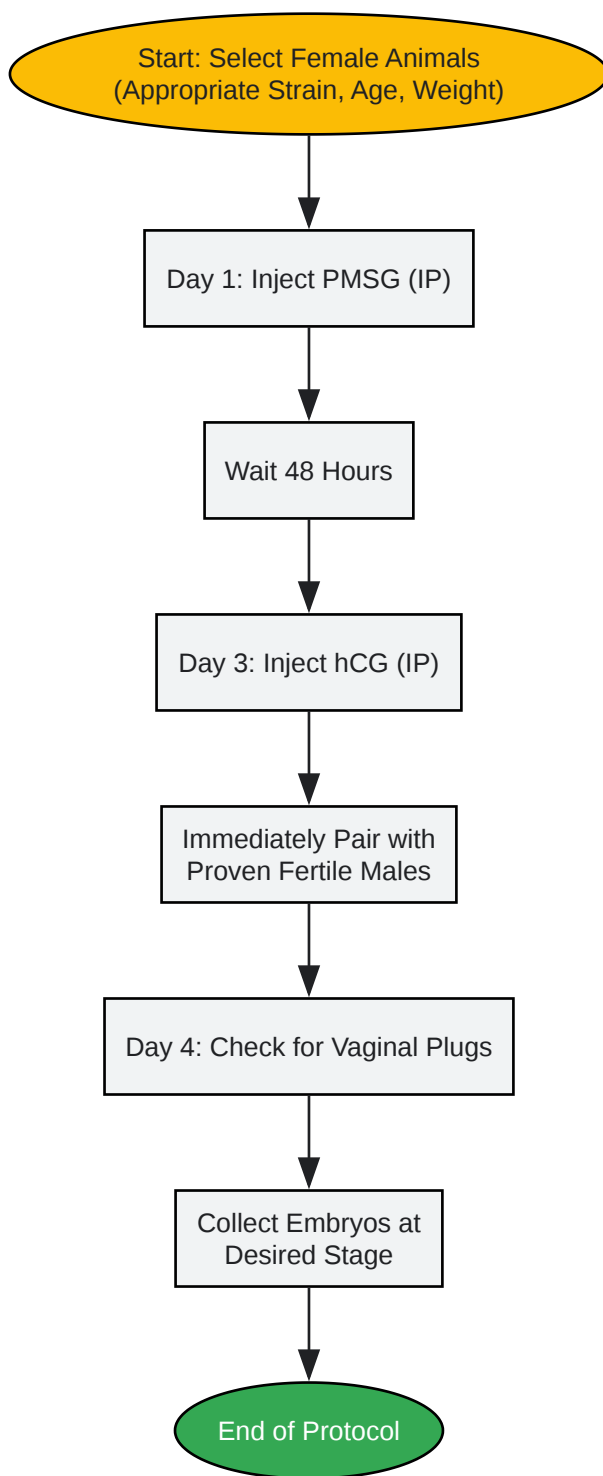 Start: Select Female Animals
(Appropriate Strain, Age, Weight)
Day 1: Inject PMSG (IP)
Wait 48 Hours
Day 3: Inject hCG (IP)
Immediately Pair with
Proven Fertile Males
Day 4: Check for Vaginal Plugs
Collect Embryos at
Desired Stage
End of Protocol